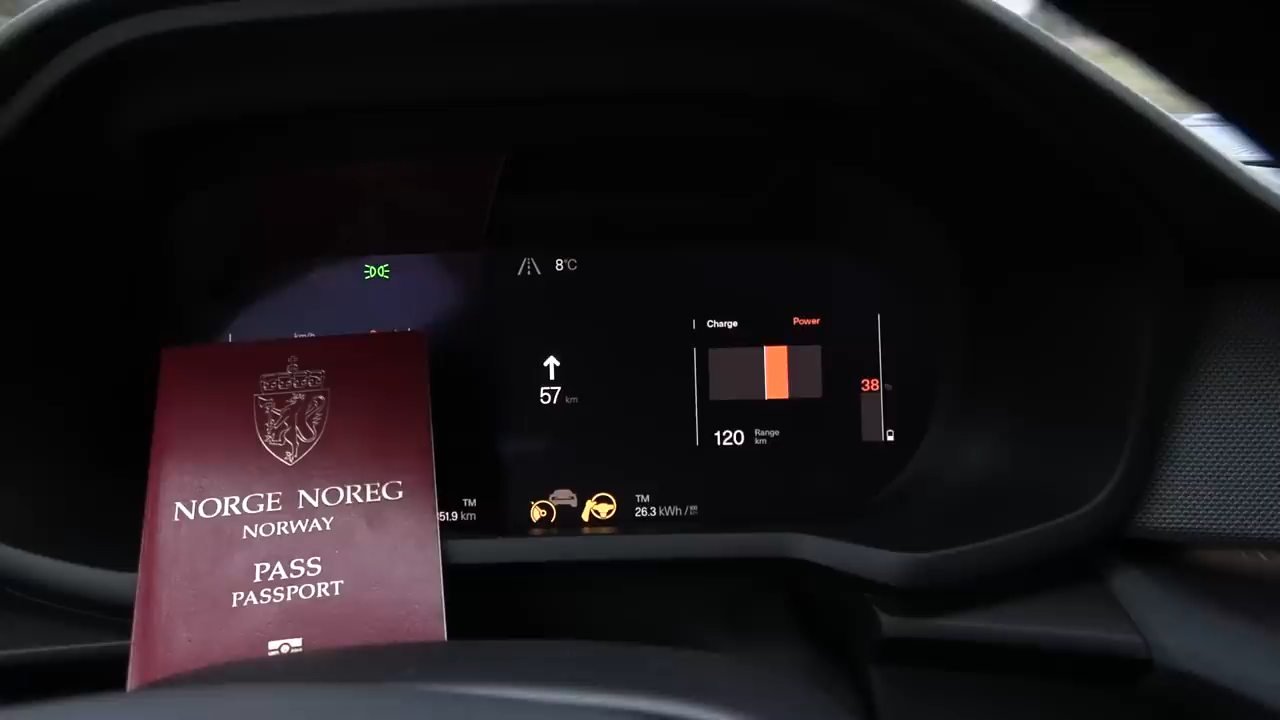 8°C
km/h
Charge Power
57 km
38 %
120 Range km
NORGE NOREG
NORWAY
PASS
PASSPORT
TM
51.9 km
TM
26.3 kWh /